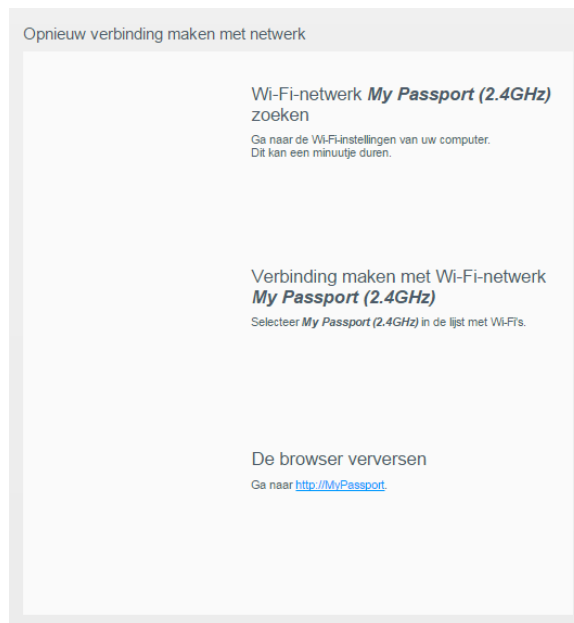 Opnieuw verbinding maken met netwerk
Wi-Fi-netwerk My Passport (2.4GHz)
zoeken
Ga naar de Wi-Fi-instellingen van uw computer.
Dit kan een minuutje duren.
Verbinding maken met Wi-Fi-netwerk
My Passport (2.4GHz)
Selecteer My Passport (2.4GHz) in de lijst met Wi-Fi's.
De browser verversen
Ga naar http://MyPassport.